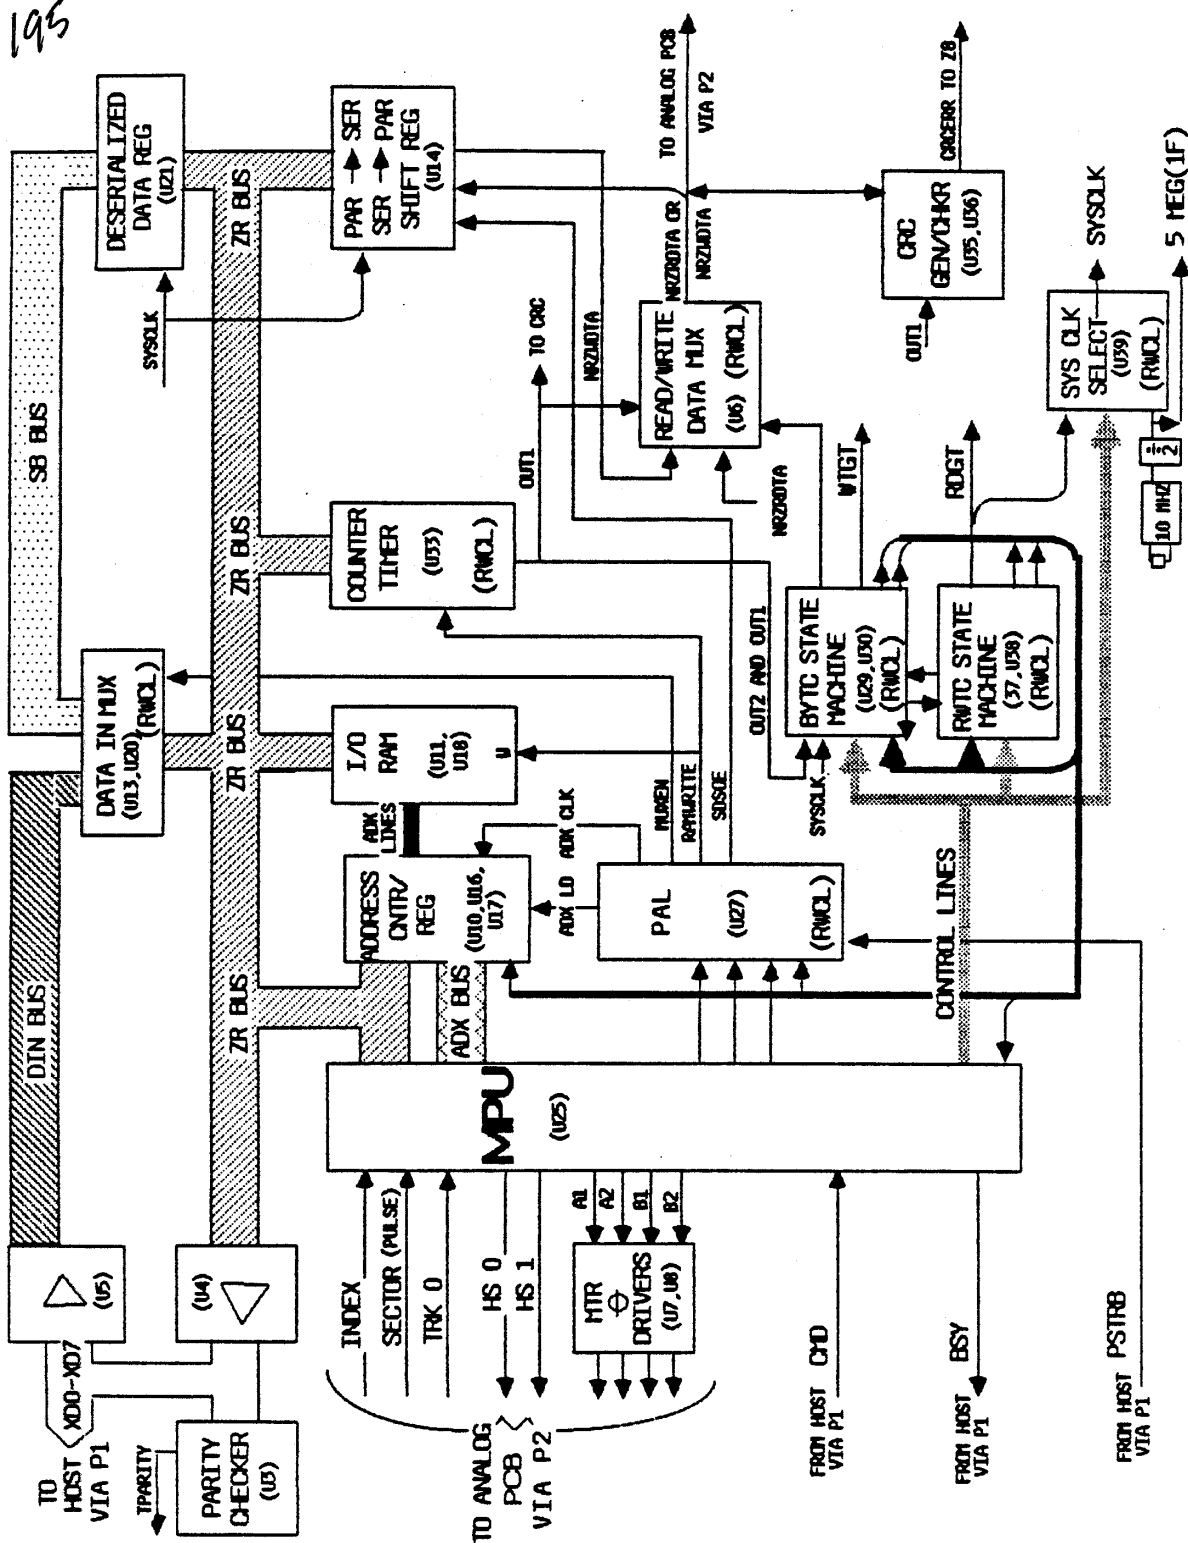 195
TO
HOST
VIA P1
XD0-XD7
TPARITY
PARITY
CHECKER
(U3)
(U5)
(U4)
DIN BUS
ZR BUS
DATA IN MUX
(U13,U20)
(RWCL)
SB BUS
ZR BUS
ZR BUS
ZR BUS
DESERIALIZED
DATA REG
(U21)
SYSCLK
PAR SER
SER PAR
SHIFT REG
(U14)
INDEX
SECTOR (PULSE)
TRK 0
HS 0
HS 1
TO ANALOG
PCB
VIA P2
MTR
DRIVERS
(U7,U8)
A1
A2
B1
B2
MPU
(U25)
ADX BUS
ADDRESS
CNTR/
REG
(U10,U16,
U17)
ADX
LINES
I/O
RAM
(U11,
U18)
W
ADX LD
ADX CLK
PAL
(U27)
(RWCL)
MUXEN
RAMWRITE
SDSOE
COUNTER
TIMER
(U33)
(RWCL)
OUT1
TO CRC
NRZWDTA
OUT2 AND OUT1
READ/WRITE
DATA MUX
(U6) (RWCL)
NRZRDTA
NRZRDTA OR
NRZWDTA
TO ANALOG PCB
VIA P2
CRC
GEN/CHKR
(U35,U36)
OUT1
CRCERR TO Z8
SYSCLK
BYTC STATE
MACHINE
(U29,U30)
(RWCL)
WTGT
RWTC STATE
MACHINE
(37,U38)
(RWCL)
RDGT
SYS CLK
SELECT
(U39)
(RWCL)
SYSCLK
10 MHZ
÷
2
5 MEG(1F)
CONTROL LINES
FROM HOST
VIA P1
CMD
FROM HOST
VIA P1
BSY
FROM HOST
VIA P1
PSTRB